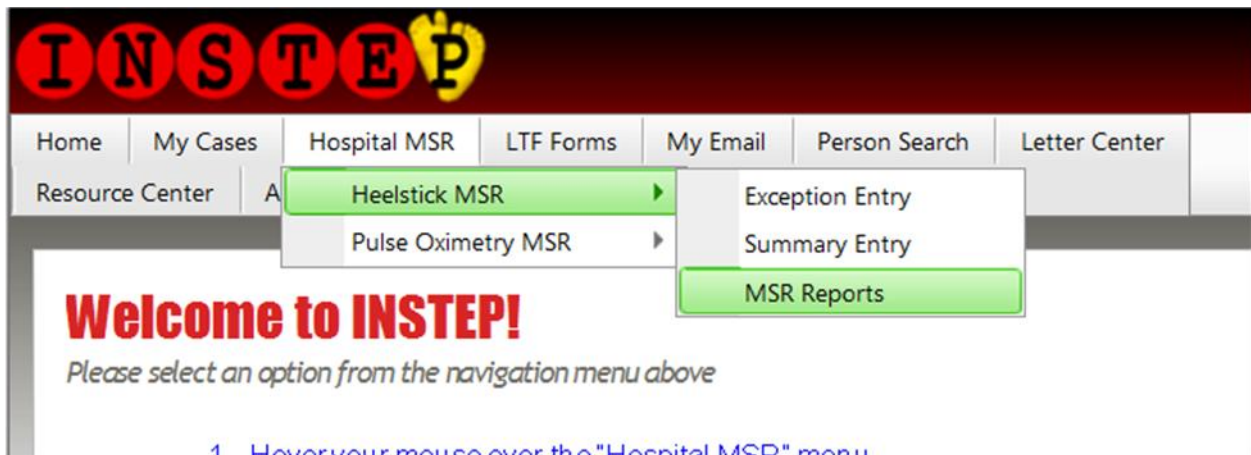 INSTEP
Home My Cases Hospital MSR LTF Forms My Email Person Search Letter Center
Resource Center A
Heelstick MSR
Pulse Oximetry MSR
Exception Entry
Summary Entry
MSR Reports
Welcome to INSTEP!
Please select an option from the navigation menu above
1. Hover your mouse over the "Hospital MSR" menu